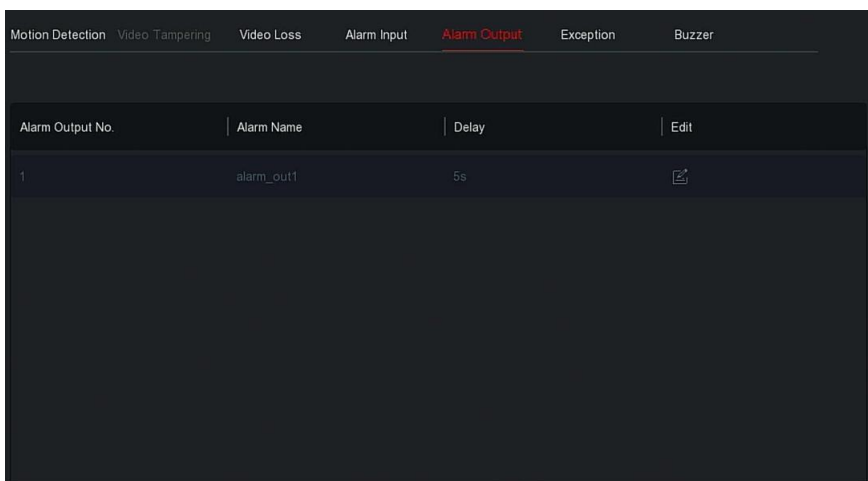 Motion Detection Video Tampering Video Loss Alarm Input Alarm Output Exception Buzzer
Alarm Output No. Alarm Name Delay Edit
1 alarm_out1 5s